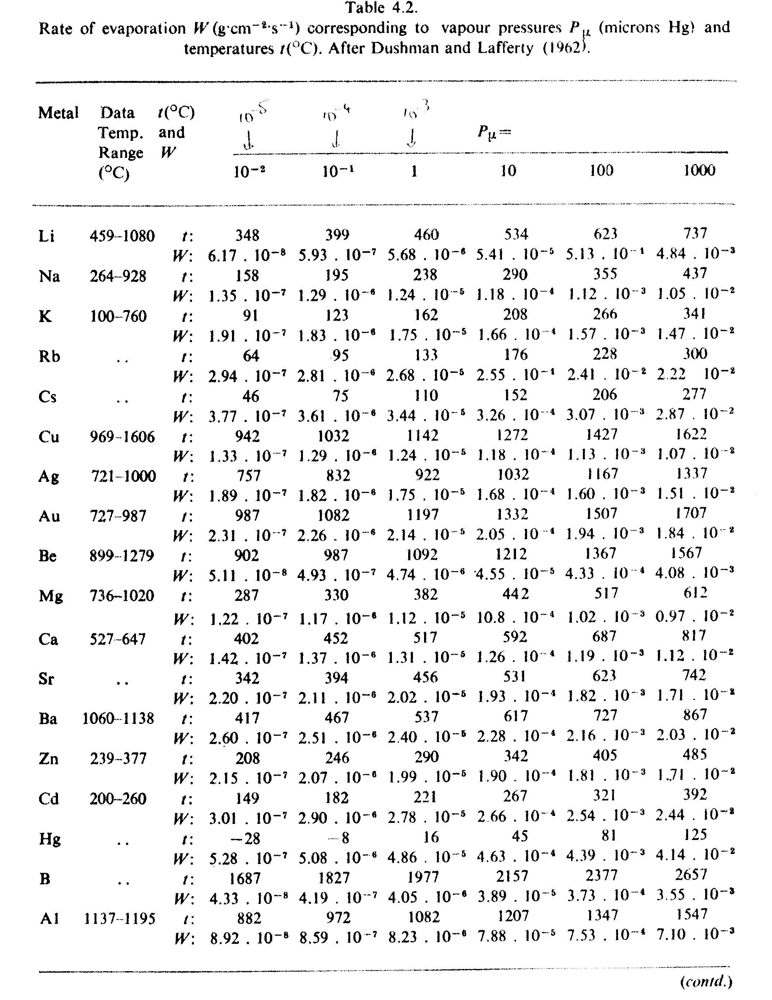 Table 4.2.
Rate of evaporation W (g·cm⁻²·s⁻¹) corresponding to vapour pressures Pμ (microns Hg) and
temperatures t(°C). After Dushman and Lafferty (1962).
Metal Data t(°C) 10⁻⁵ 10⁻⁴ 10⁻³
Temp. and ↓ ↓ ↓ Pμ=
Range W
(°C) 10⁻² 10⁻¹ 1 10 100 1000
Li 459–1080 t: 348 399 460 534 623 737
W: 6.17 . 10⁻⁸ 5.93 . 10⁻⁷ 5.68 . 10⁻⁶ 5.41 . 10⁻⁵ 5.13 . 10⁻¹ 4.84 . 10⁻³
Na 264–928 t: 158 195 238 290 355 437
W: 1.35 . 10⁻⁷ 1.29 . 10⁻⁶ 1.24 . 10⁻⁵ 1.18 . 10⁻⁴ 1.12 . 10⁻³ 1.05 . 10⁻²
K 100–760 t: 91 123 162 208 266 341
W: 1.91 . 10⁻⁷ 1.83 . 10⁻⁶ 1.75 . 10⁻⁵ 1.66 . 10⁻⁴ 1.57 . 10⁻³ 1.47 . 10⁻²
Rb .. t: 64 95 133 176 228 300
W: 2.94 . 10⁻⁷ 2.81 . 10⁻⁶ 2.68 . 10⁻⁵ 2.55 . 10⁻⁴ 2.41 . 10⁻² 2.22 10⁻²
Cs .. t: 46 75 110 152 206 277
W: 3.77 . 10⁻⁷ 3.61 . 10⁻⁶ 3.44 . 10⁻⁵ 3.26 . 10⁻⁴ 3.07 . 10⁻³ 2.87 . 10⁻²
Cu 969–1606 t: 942 1032 1142 1272 1427 1622
W: 1.33 . 10⁻⁷ 1.29 . 10⁻⁶ 1.24 . 10⁻⁵ 1.18 . 10⁻⁴ 1.13 . 10⁻³ 1.07 . 10⁻²
Ag 721–1000 t: 757 832 922 1032 1167 1337
W: 1.89 . 10⁻⁷ 1.82 . 10⁻⁶ 1.75 . 10⁻⁵ 1.68 . 10⁻⁴ 1.60 . 10⁻³ 1.51 . 10⁻²
Au 727–987 t: 987 1082 1197 1332 1507 1707
W: 2.31 . 10⁻⁷ 2.26 . 10⁻⁶ 2.14 . 10⁻⁵ 2.05 . 10⁻⁴ 1.94 . 10⁻³ 1.84 . 10⁻²
Be 899–1279 t: 902 987 1092 1212 1367 1567
W: 5.11 . 10⁻⁸ 4.93 . 10⁻⁷ 4.74 . 10⁻⁶ 4.55 . 10⁻⁵ 4.33 . 10⁻⁴ 4.08 . 10⁻³
Mg 736–1020 t: 287 330 382 442 517 612
W: 1.22 . 10⁻⁷ 1.17 . 10⁻⁶ 1.12 . 10⁻⁵ 10.8 . 10⁻⁴ 1.02 . 10⁻³ 0.97 . 10⁻²
Ca 527–647 t: 402 452 517 592 687 817
W: 1.42 . 10⁻⁷ 1.37 . 10⁻⁶ 1.31 . 10⁻⁵ 1.26 . 10⁻⁴ 1.19 . 10⁻³ 1.12 . 10⁻²
Sr .. t: 342 394 456 531 623 742
W: 2.20 . 10⁻⁷ 2.11 . 10⁻⁶ 2.02 . 10⁻⁵ 1.93 . 10⁻⁴ 1.82 . 10⁻³ 1.71 . 10⁻²
Ba 1060–1138 t: 417 467 537 617 727 867
W: 2.60 . 10⁻⁷ 2.51 . 10⁻⁶ 2.40 . 10⁻⁵ 2.28 . 10⁻⁴ 2.16 . 10⁻³ 2.03 . 10⁻²
Zn 239–377 t: 208 246 290 342 405 485
W: 2.15 . 10⁻⁷ 2.07 . 10⁻⁶ 1.99 . 10⁻⁵ 1.90 . 10⁻⁴ 1.81 . 10⁻³ 1.71 . 10⁻²
Cd 200–260 t: 149 182 221 267 321 392
W: 3.01 . 10⁻⁷ 2.90 . 10⁻⁶ 2.78 . 10⁻⁵ 2.66 . 10⁻⁴ 2.54 . 10⁻³ 2.44 . 10⁻²
Hg .. t: −28 −8 16 45 81 125
W: 5.28 . 10⁻⁷ 5.08 . 10⁻⁶ 4.86 . 10⁻⁵ 4.63 . 10⁻⁴ 4.39 . 10⁻³ 4.14 . 10⁻²
B .. t: 1687 1827 1977 2157 2377 2657
W: 4.33 . 10⁻⁸ 4.19 . 10⁻⁷ 4.05 . 10⁻⁶ 3.89 . 10⁻⁵ 3.73 . 10⁻⁴ 3.55 . 10⁻³
Al 1137–1195 t: 882 972 1082 1207 1347 1547
W: 8.92 . 10⁻⁸ 8.59 . 10⁻⁷ 8.23 . 10⁻⁶ 7.88 . 10⁻⁵ 7.53 . 10⁻⁴ 7.10 . 10⁻³
(contd.)